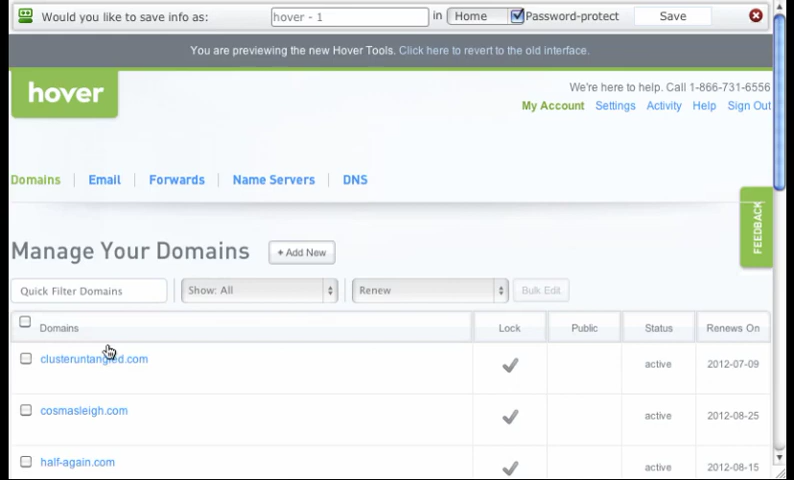 Would you like to save info as: hover - 1 in Home Password-protect Save
You are previewing the new Hover Tools. Click here to revert to the old interface.
hover
We're here to help. Call 1-866-731-6556
My Account Settings Activity Help Sign Out
Domains Email Forwards Name Servers DNS
FEEDBACK
Manage Your Domains + Add New
Quick Filter Domains Show: All Renew Bulk Edit
Domains Lock Public Status Renews On
clusteruntangled.com active 2012-07-09
cosmasleigh.com active 2012-08-25
half-again.com active 2012-08-15